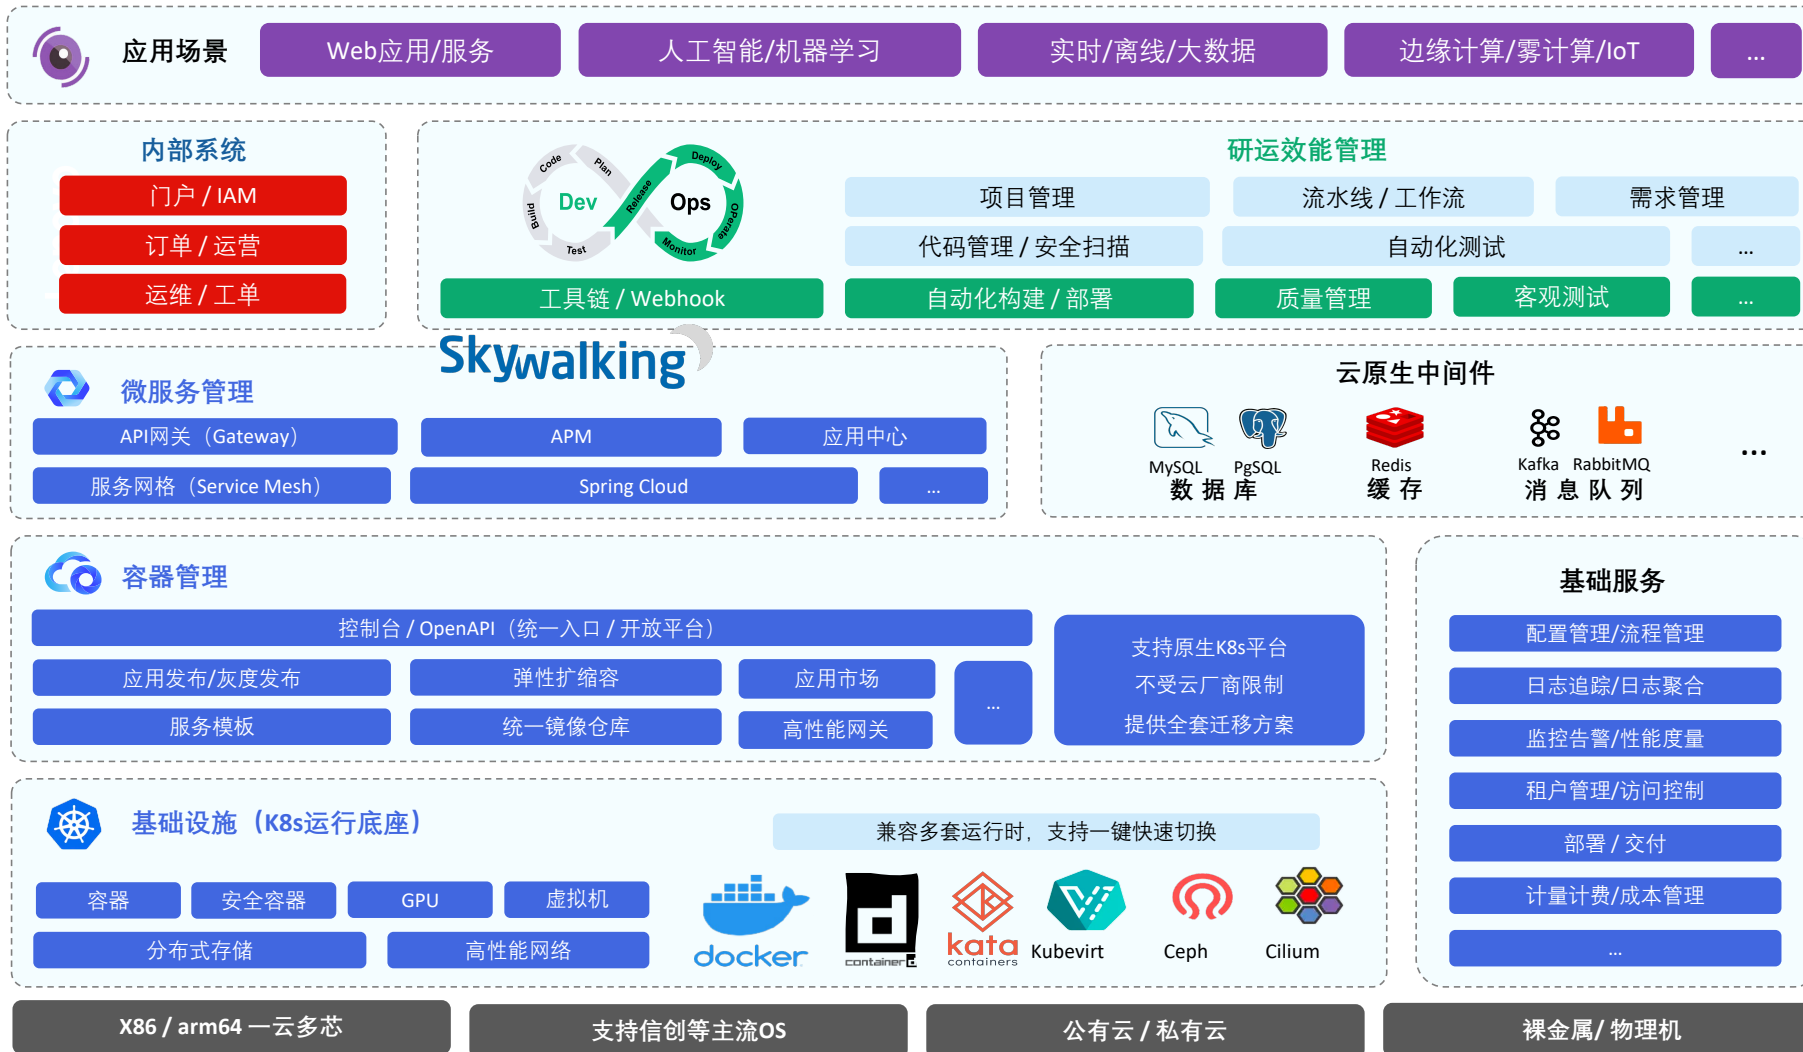 应用场景
Web应用/服务
人工智能/机器学习
实时/离线/大数据
边缘计算/雾计算/IoT
...
内部系统
门户 / IAM
订单 / 运营
运维 / 工单
研运效能管理
Code
Plan
Build
Test
Dev
Release
Deploy
Ops
OPerate
Monitor
项目管理
流水线 / 工作流
需求管理
代码管理 / 安全扫描
自动化测试
...
工具链 / Webhook
自动化构建 / 部署
质量管理
客观测试
...
Skywalking
微服务管理
API网关（Gateway）
APM
应用中心
服务网格（Service Mesh）
Spring Cloud
...
云原生中间件
MySQL
PgSQL
Redis
Kafka
RabbitMQ
...
数据库
缓存
消息队列
容器管理
控制台 / OpenAPI（统一入口 / 开放平台）
应用发布/灰度发布
弹性扩缩容
应用市场
服务模板
统一镜像仓库
高性能网关
...
支持原生K8s平台
不受云厂商限制
提供全套迁移方案
基础服务
配置管理/流程管理
日志追踪/日志聚合
监控告警/性能度量
租户管理/访问控制
部署 / 交付
计量计费/成本管理
...
基础设施（K8s运行底座）
兼容多套运行时，支持一键快速切换
容器
安全容器
GPU
虚拟机
分布式存储
高性能网络
docker
containerd
kata
containers
Kubevirt
Ceph
Cilium
X86 / arm64 一云多芯
支持信创等主流OS
公有云 / 私有云
裸金属/ 物理机